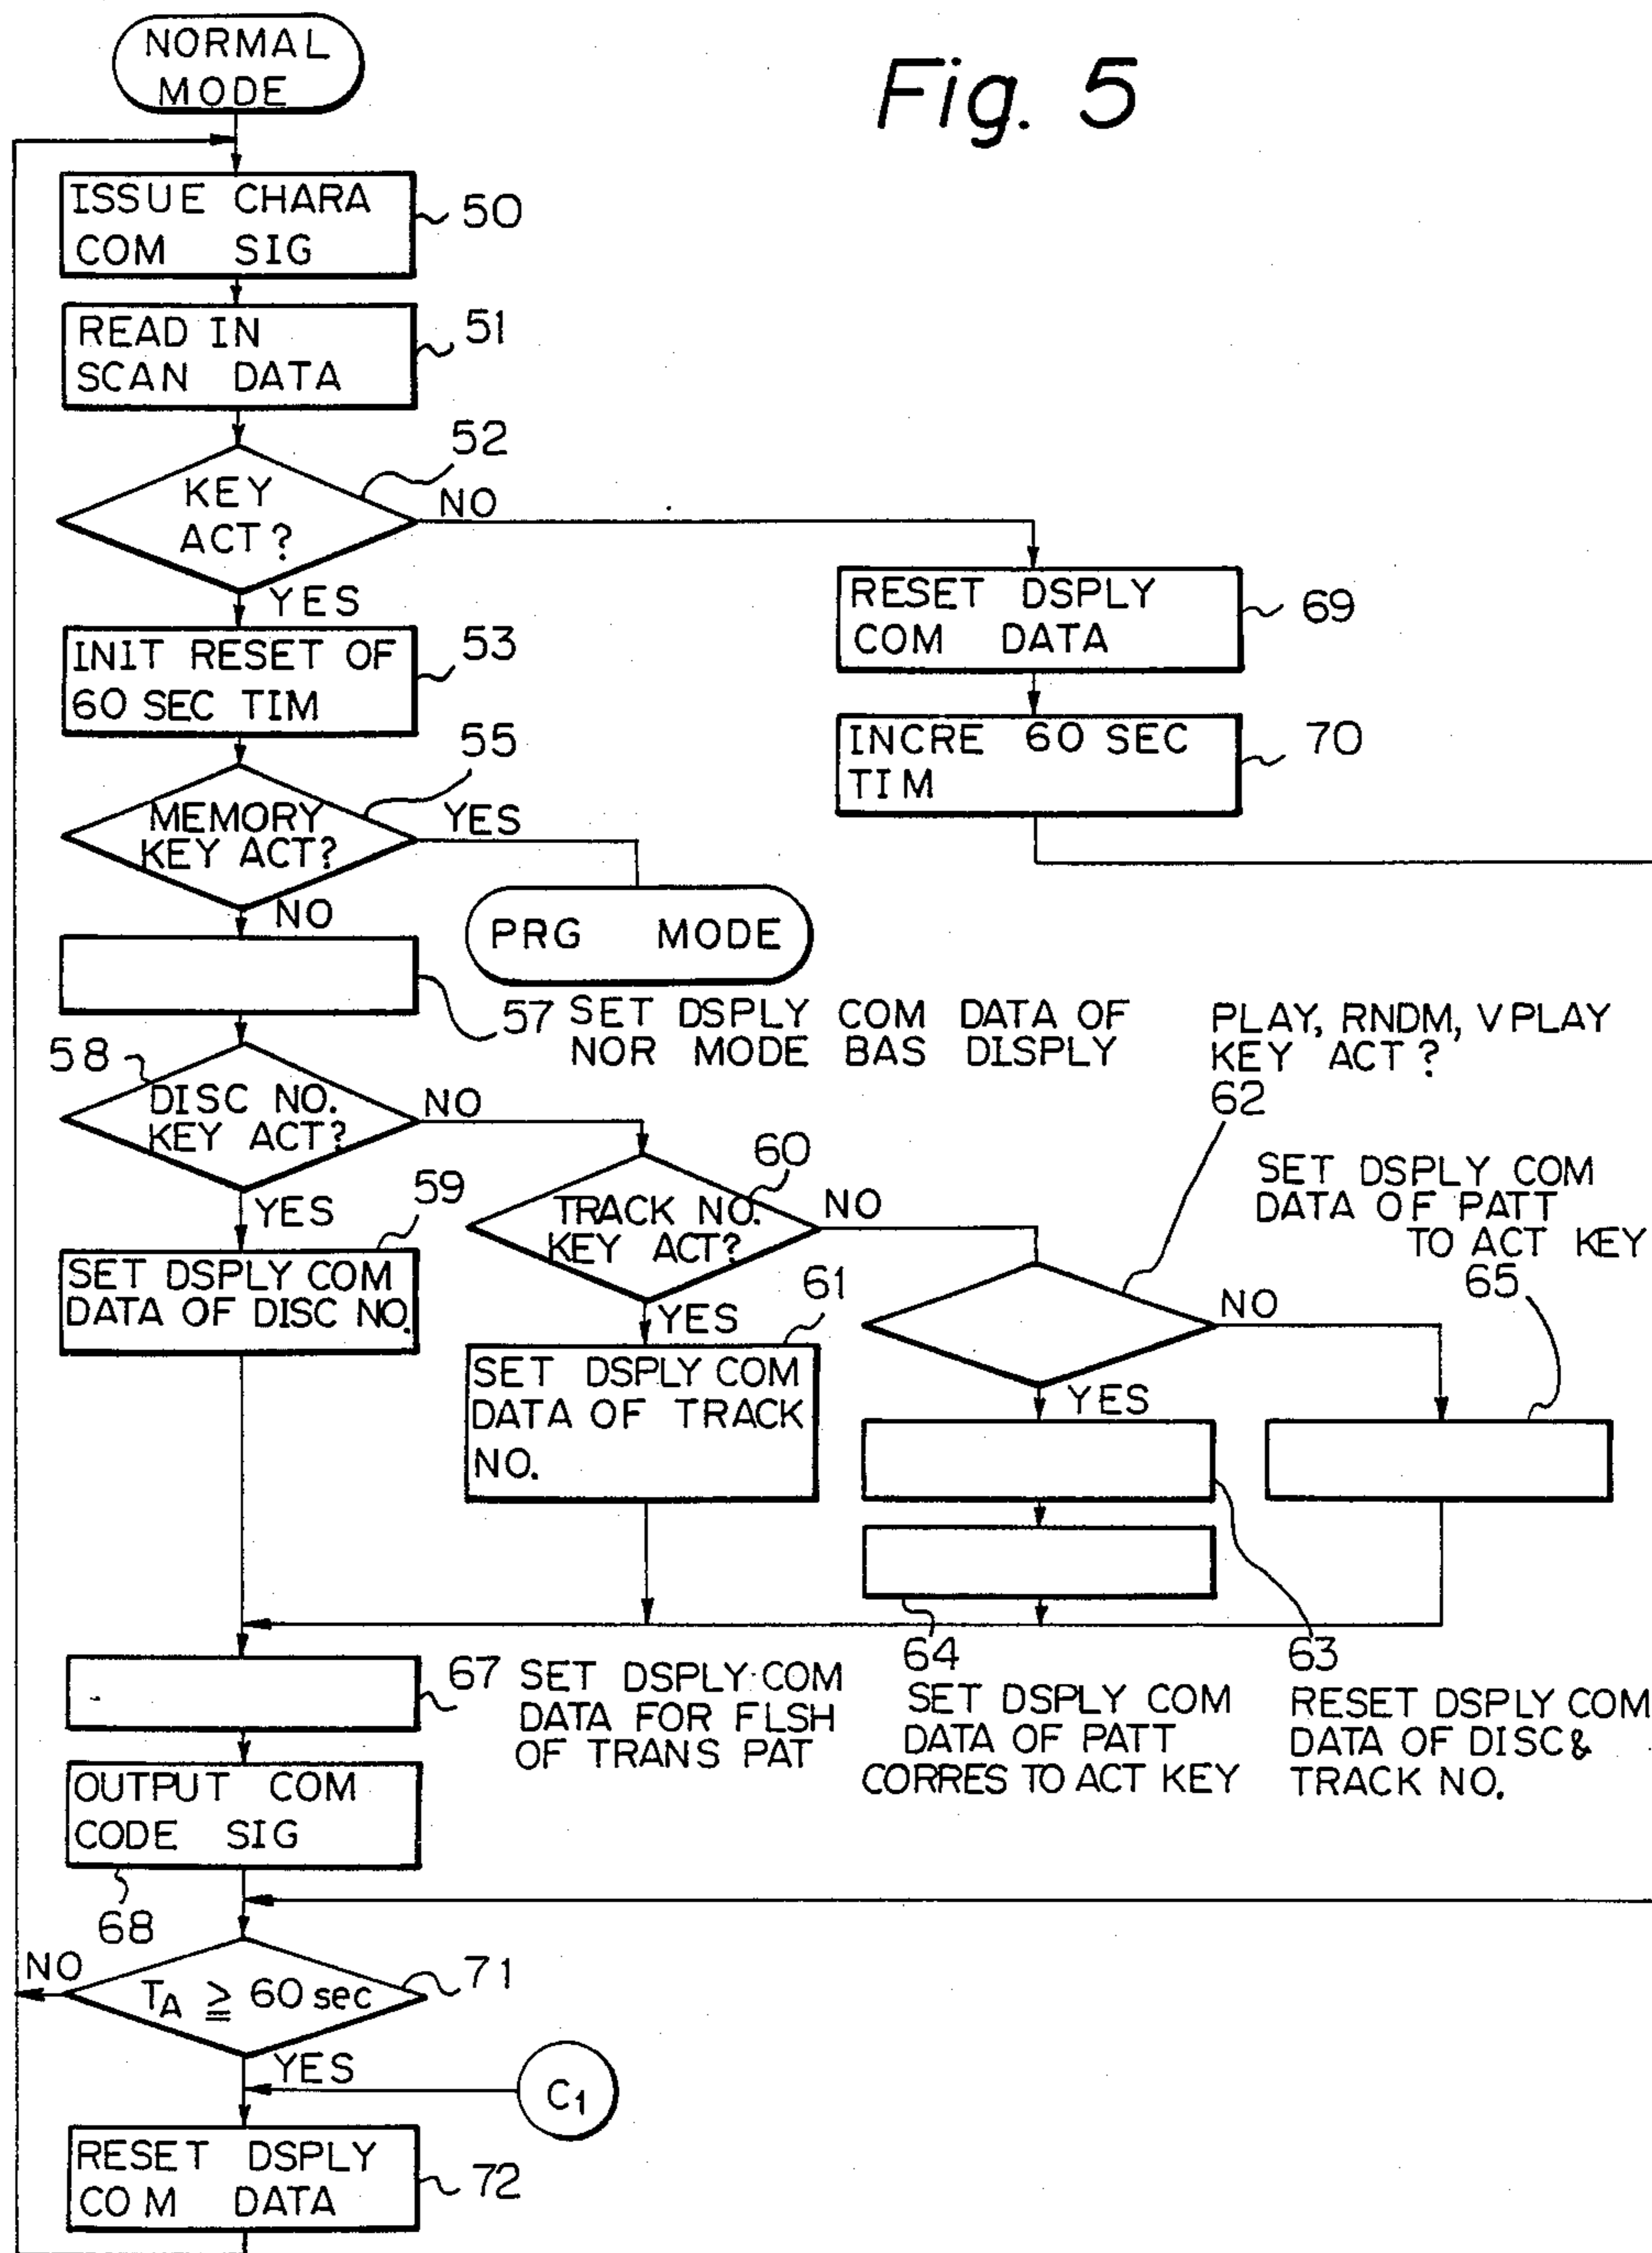 Fig. 5
NORMAL
MODE
ISSUE CHARA
COM SIG
50
READ IN
SCAN DATA
51
KEY
ACT?
52
NO
YES
INIT RESET OF
60 SEC TIM
53
RESET DSPLY
COM DATA
69
INCRE 60 SEC
TIM
70
MEMORY
KEY ACT?
55
YES
NO
PRG MODE
57 SET DSPLY COM DATA OF
NOR MODE BAS DISPLY
58
DISC NO.
KEY ACT?
NO
YES
59
SET DSPLY COM
DATA OF DISC NO.
60
TRACK NO.
KEY ACT?
NO
YES
61
SET DSPLY COM
DATA OF TRACK
NO.
PLAY, RNDM, VPLAY
KEY ACT?
62
NO
YES
SET DSPLY COM
DATA OF PATT
TO ACT KEY
65
64
SET DSPLY COM
DATA OF PATT
CORRES TO ACT KEY
63
RESET DSPLY COM
DATA OF DISC&
TRACK NO.
67 SET DSPLY COM
DATA FOR FLSH
OF TRANS PAT
OUTPUT COM
CODE SIG
68
NO
TA ≧ 60 sec
71
YES
C1
RESET DSPLY
COM DATA
72